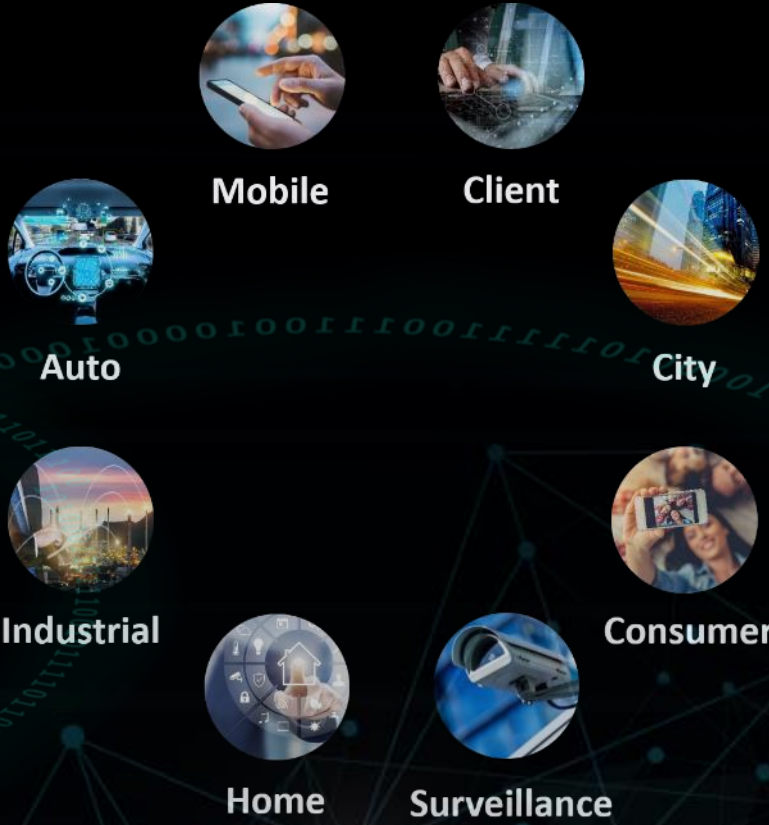 Mobile
Client
Auto
City
Industrial
Consumer
Home
Surveillance